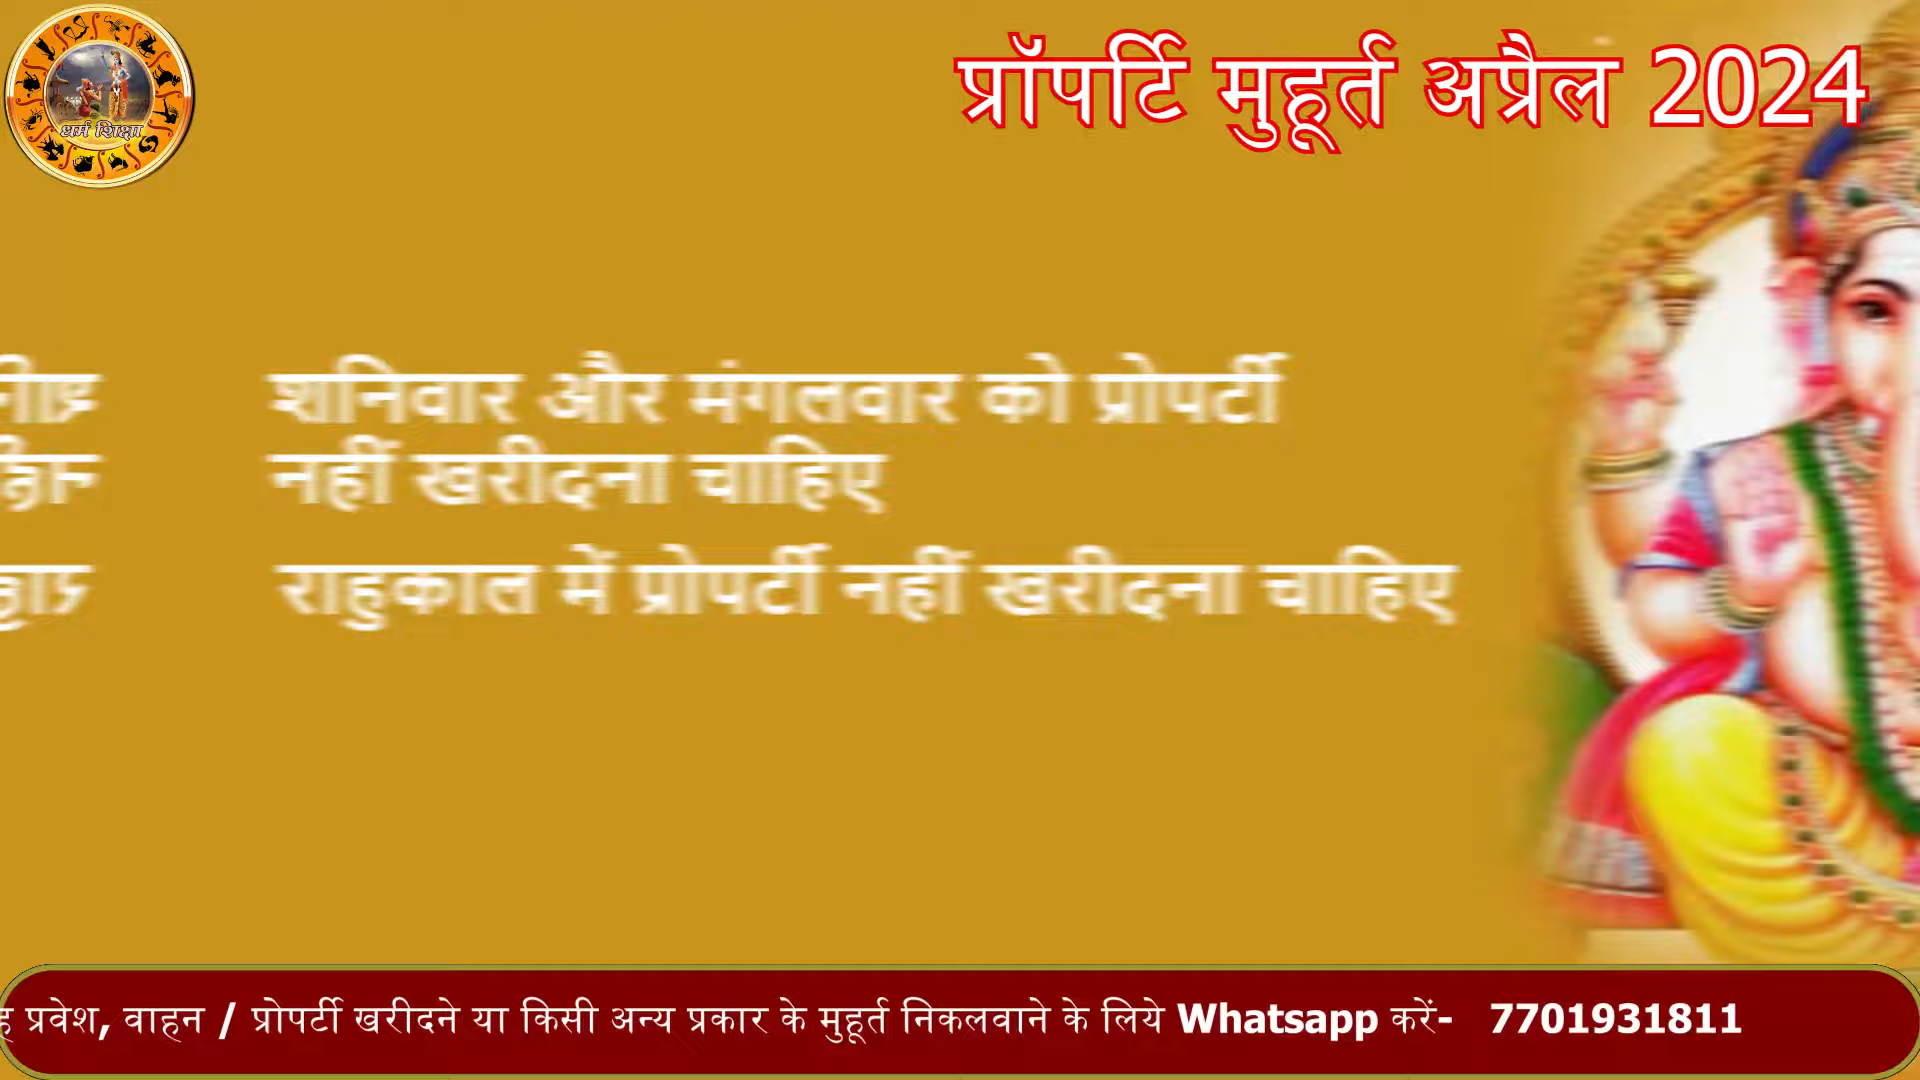 धर्म शिक्षा
प्रॉपर्टि मुहूर्त अप्रैल 2024
शनिवार और मंगलवार को प्रोपर्टी
नहीं खरीदना चाहिए
राहुकाल में प्रोपर्टी नहीं खरीदना चाहिए
प्रवेश, वाहन / प्रोपर्टी खरीदने या किसी अन्य प्रकार के मुहूर्त निकलवाने के लिये Whatsapp करें- 7701931811